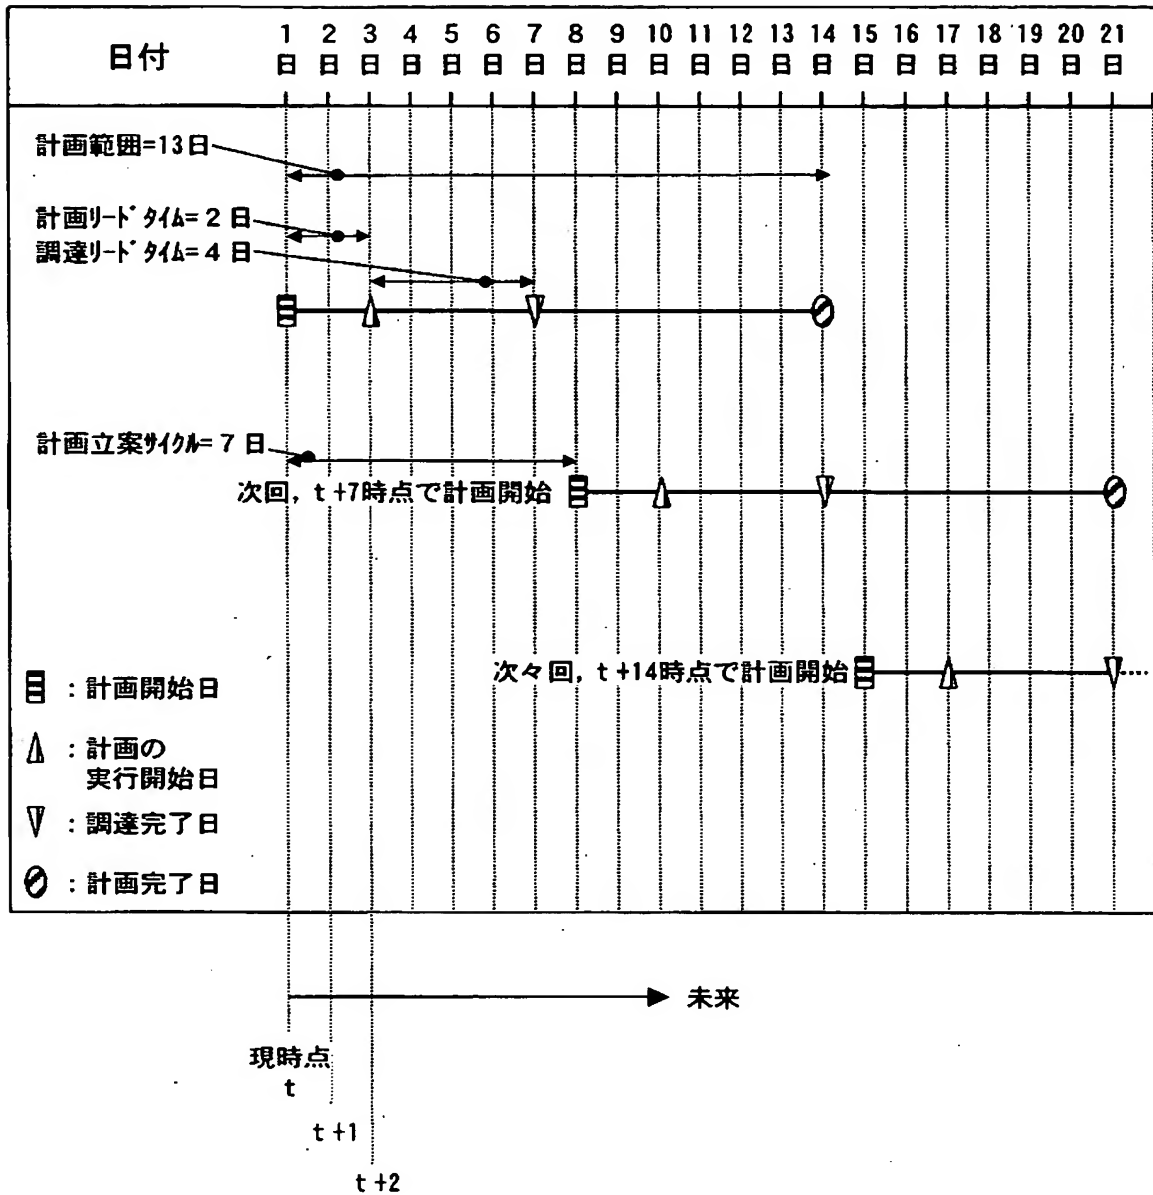 日付
1 2 3 4 5 6 7 8 9 10 11 12 13 14 15 16 17 18 19 20 21
日 日 日 日 日 日 日 日 日 日 日 日 日 日 日 日 日 日 日 日 日
計画範囲=13日
計画リードタイム=2日
調達リードタイム=4日
計画立案サイクル=7日
次回, t+7時点で計画開始
次々回, t+14時点で計画開始
:計画開始日
:計画の
実行開始日
:調達完了日
:計画完了日
未来
現時点
t
t+1
t+2